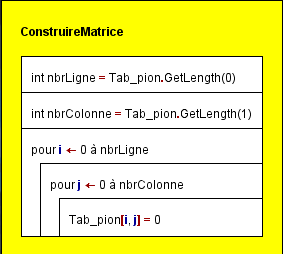 ConstruireMatrice
int nbrLigne = Tab_pion.GetLength(0)
int nbrColonne = Tab_pion.GetLength(1)
pour i ← 0 à nbrLigne
pour j ← 0 à nbrColonne
Tab_pion[i, j] = 0